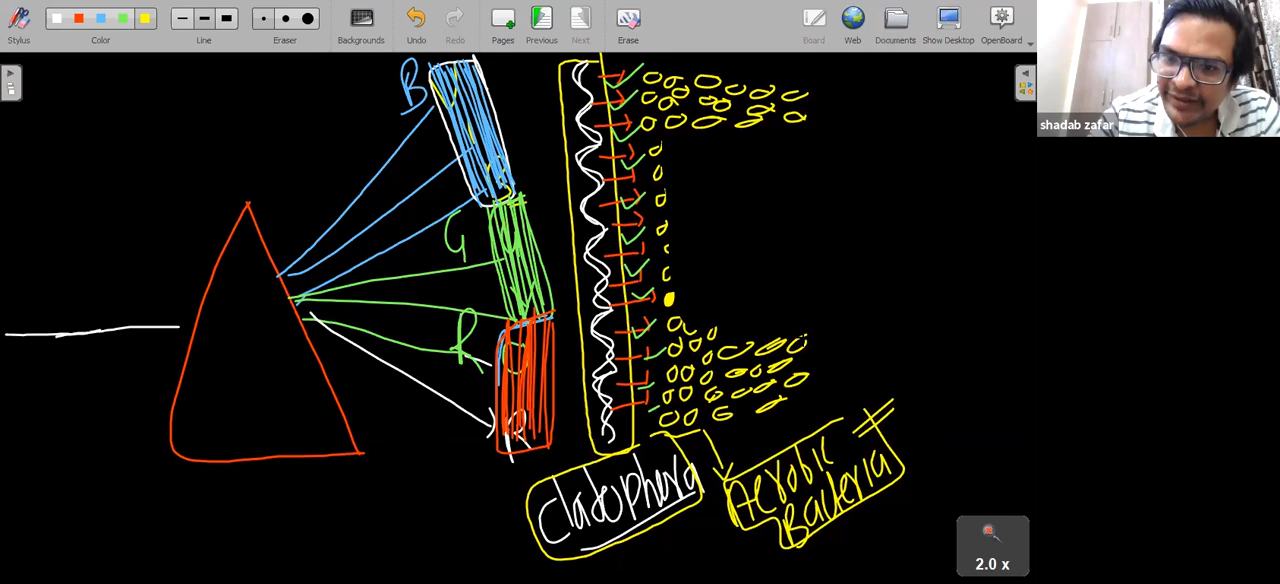 Stylus
Color
Line
Eraser
Backgrounds
Undo
Redo
Pages
Previous
Next
Erase
Board
Web
Documents
Show Desktop
OpenBoard
shadab zafar
B
G
R
R
Cladophora
Aerobic
Bacteria
2.0 x